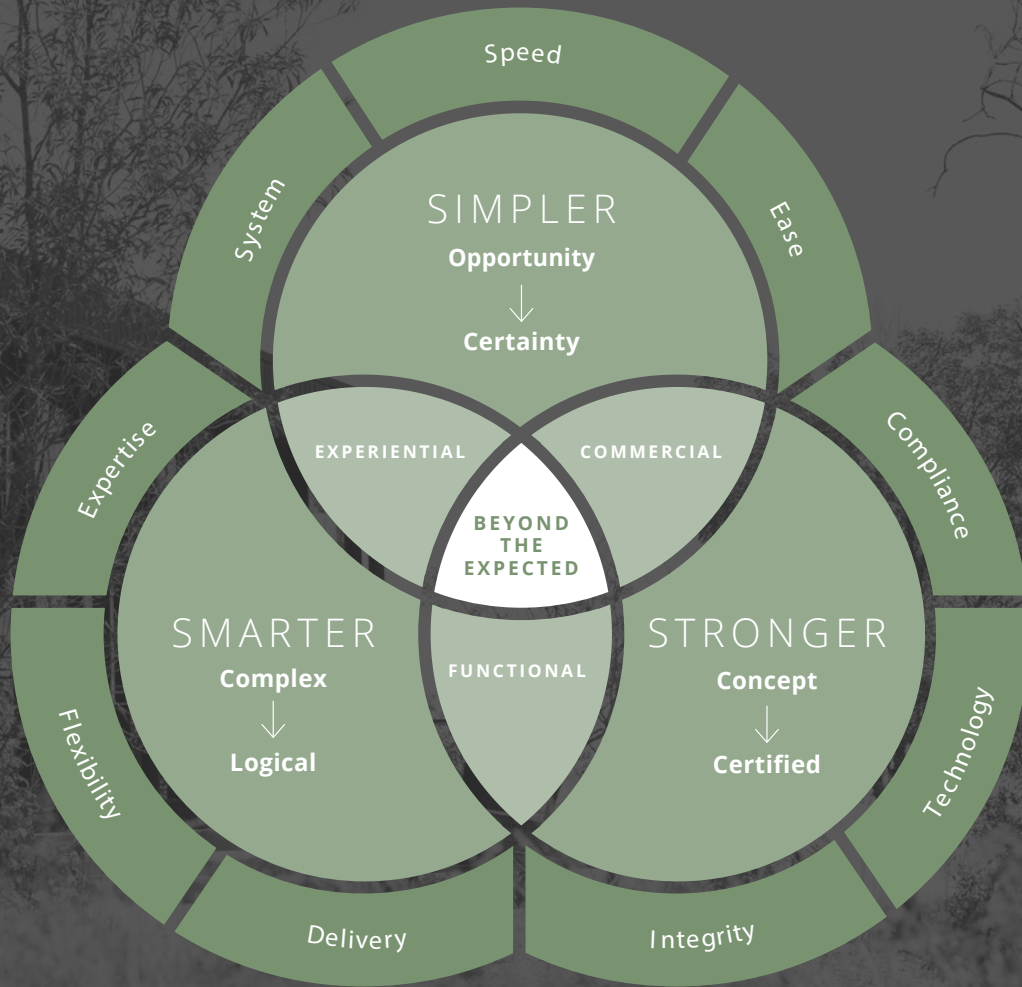 Speed
System
Ease
SIMPLER
Opportunity
Certainty
Expertise
Compliance
EXPERIENTIAL
COMMERCIAL
BEYOND
THE
EXPECTED
SMARTER
Complex
Logical
STRONGER
Concept
Certified
FUNCTIONAL
Flexibility
Technology
Delivery
Integrity